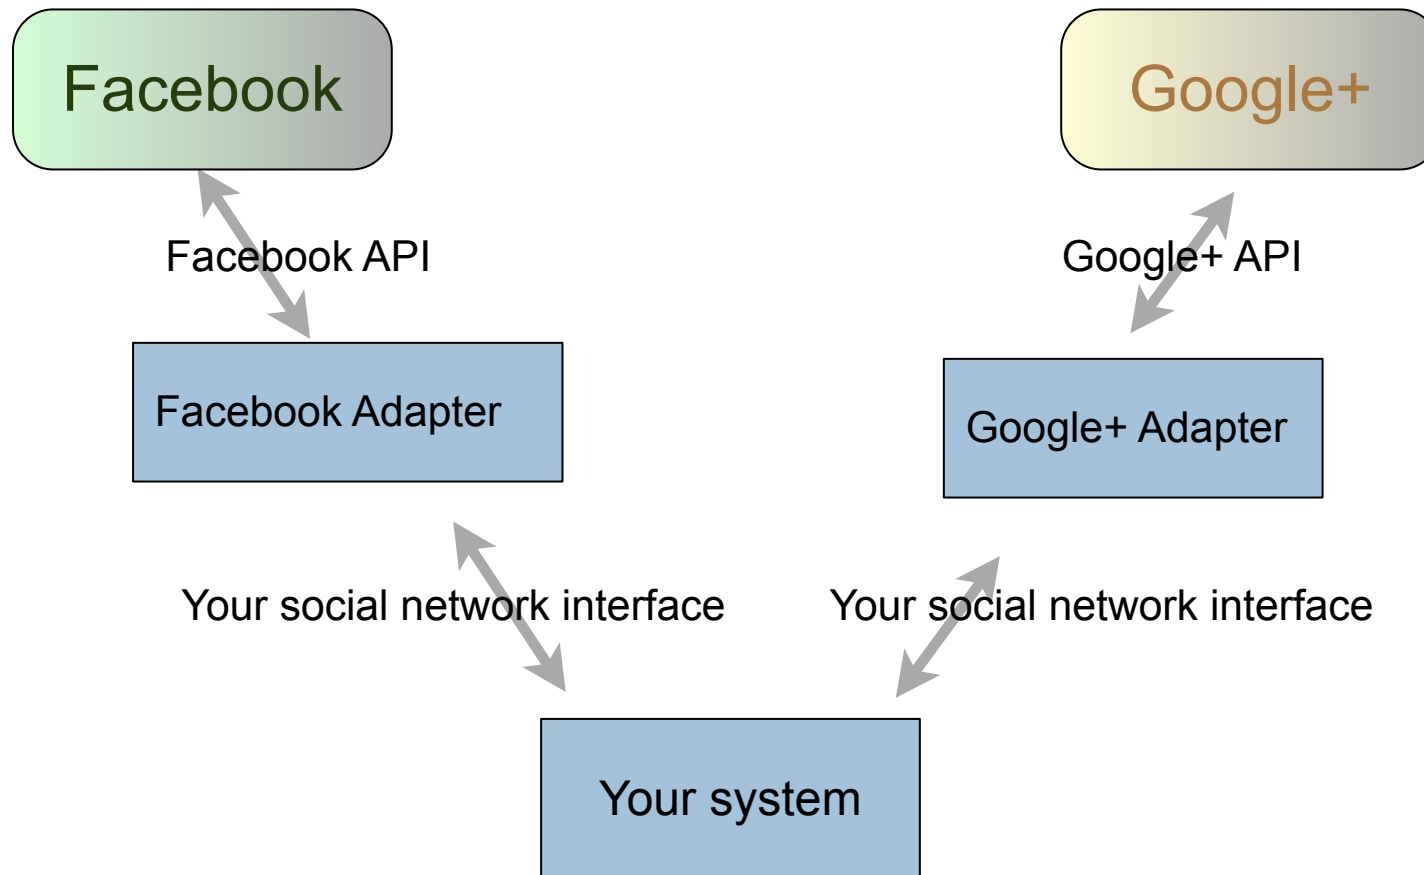 Facebook
Google+
Facebook API
Google+ API
Facebook Adapter
Google+ Adapter
Your social network interface
Your social network interface
Your system